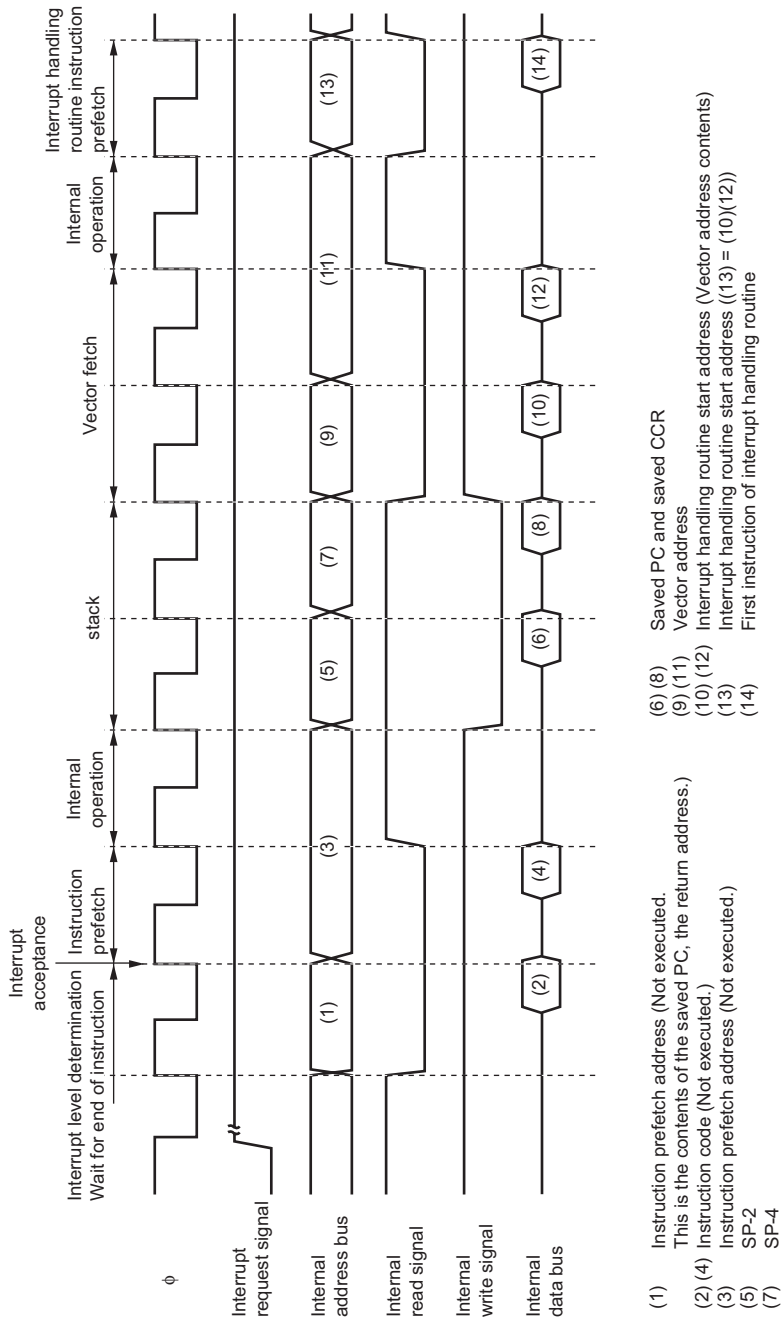 Interrupt
acceptance
Interrupt level determination
Wait for end of instruction
Instruction
prefetch
Internal
operation
stack
Vector fetch
Internal
operation
Interrupt handling
routine instruction
prefetch
ϕ
Interrupt
request signal
Internal
address bus
(1)
(3)
(5)
(7)
(9)
(11)
(13)
Internal
read signal
Internal
write signal
Internal
data bus
(2)
(4)
(6)
(8)
(10)
(12)
(14)
(1) Instruction prefetch address (Not executed.
This is the contents of the saved PC, the return address.)
(2) (4) Instruction code (Not executed.)
(3) Instruction prefetch address (Not executed.)
(5) SP-2
(7) SP-4
(6) (8) Saved PC and saved CCR
(9) (11) Vector address
(10) (12) Interrupt handling routine start address (Vector address contents)
(13) Interrupt handling routine start address ((13) = (10)(12))
(14) First instruction of interrupt handling routine